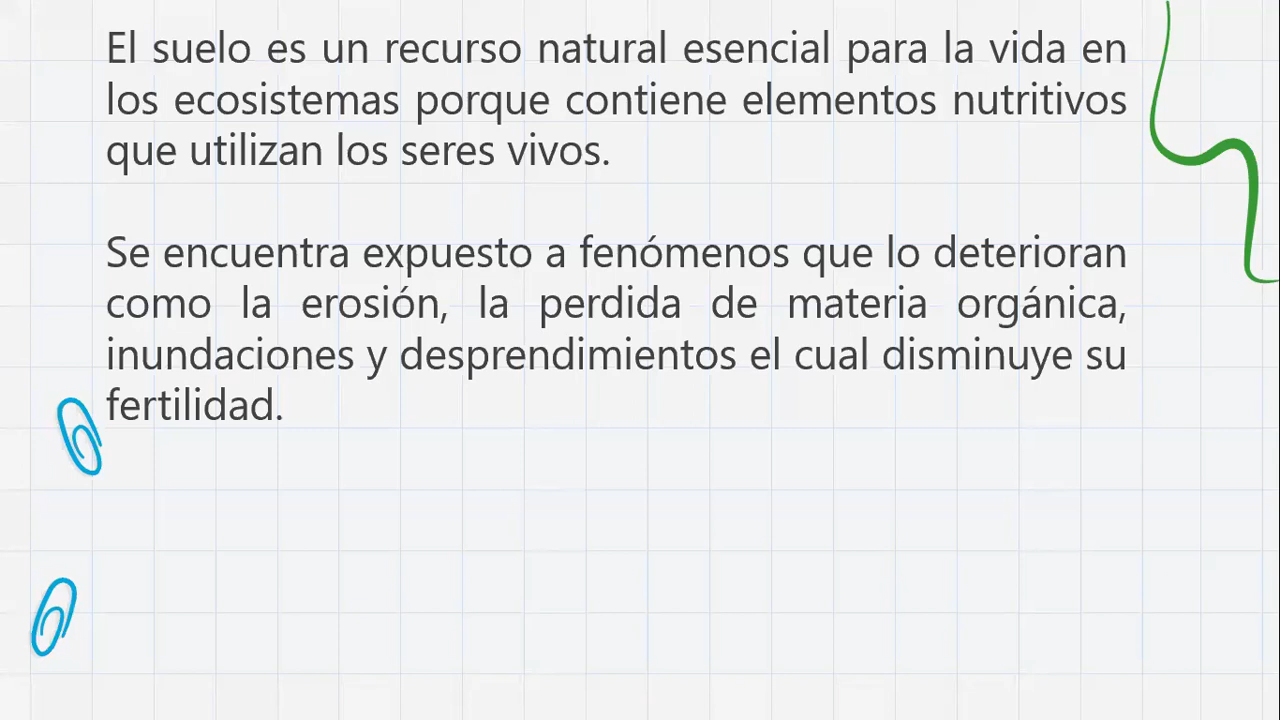 El suelo es un recurso natural esencial para la vida en
los ecosistemas porque contiene elementos nutritivos
que utilizan los seres vivos.
Se encuentra expuesto a fenómenos que lo deterioran
como la erosión, la perdida de materia orgánica,
inundaciones y desprendimientos el cual disminuye su
fertilidad.